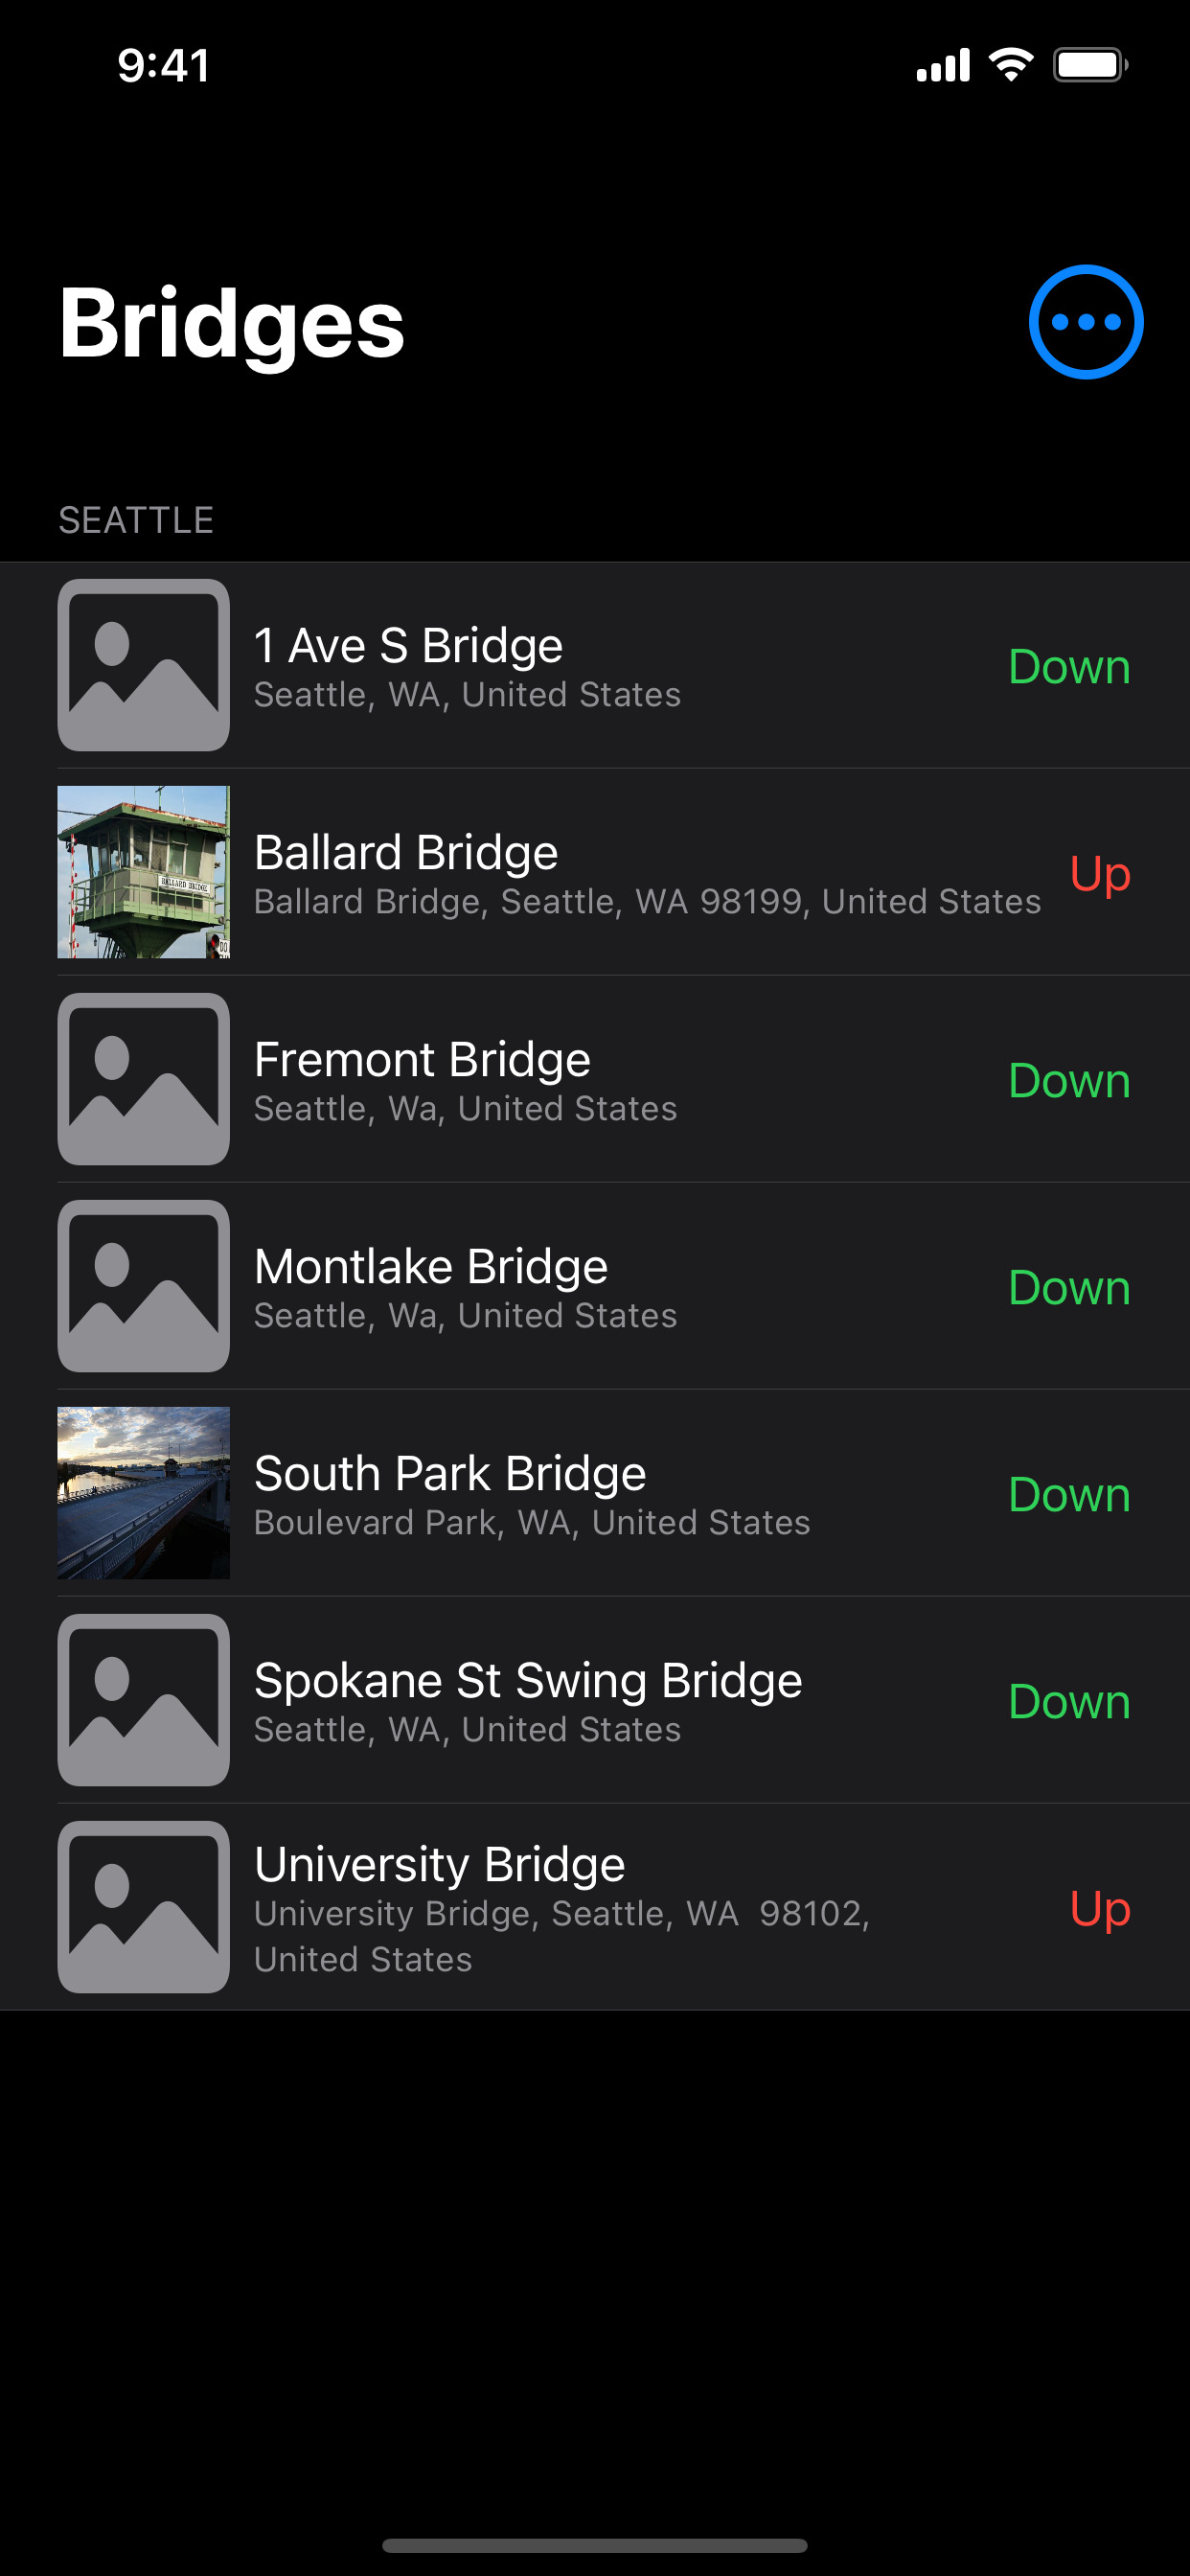 9:41
Bridges
SEATTLE
1 Ave S Bridge
Seattle, WA, United States
Down
BALLARD BRIDGE
Ballard Bridge
Ballard Bridge, Seattle, WA 98199, United States
Up
Fremont Bridge
Seattle, Wa, United States
Down
Montlake Bridge
Seattle, Wa, United States
Down
South Park Bridge
Boulevard Park, WA, United States
Down
Spokane St Swing Bridge
Seattle, WA, United States
Down
University Bridge
University Bridge, Seattle, WA  98102,
United States
Up